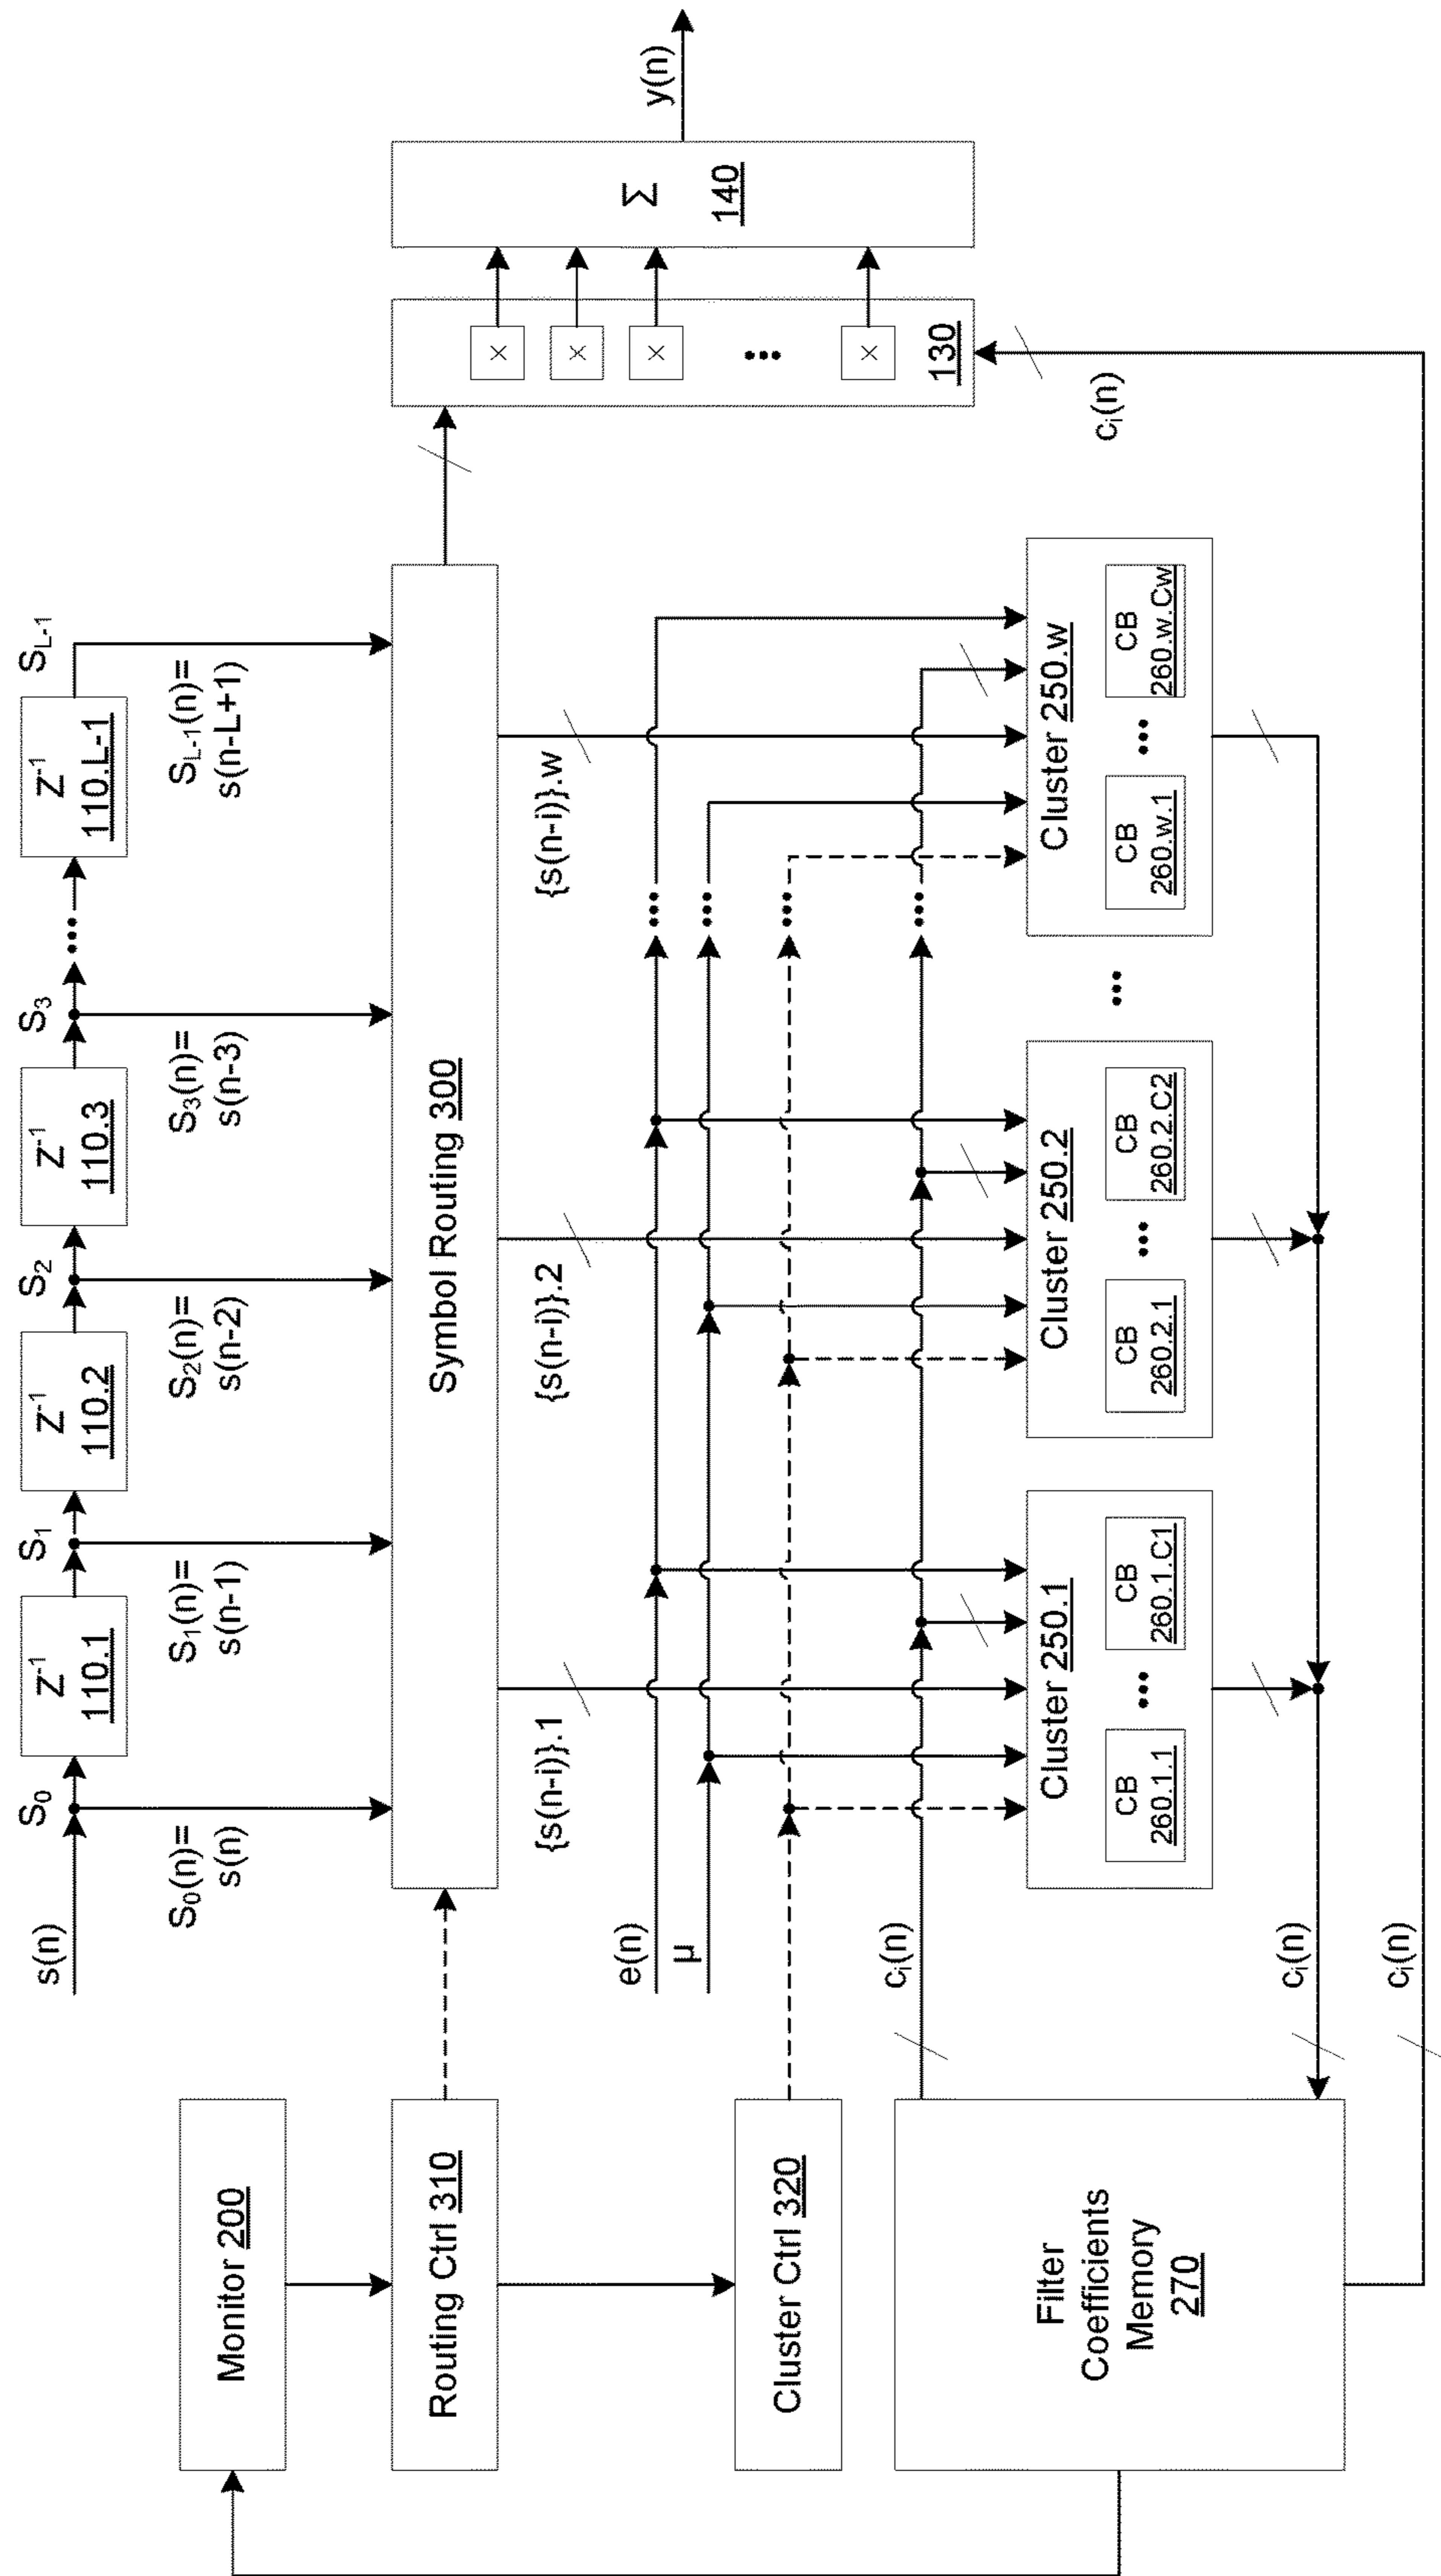 s(n)
S₀
Z⁻¹
110.1
S₁
Z⁻¹
110.2
S₂
Z⁻¹
110.3
S₃
Z⁻¹
110.L-1
S_L-1
S₀(n)=
s(n)
S₁(n)=
s(n-1)
S₂(n)=
s(n-2)
S₃(n)=
s(n-3)
S_L-1(n)=
s(n-L+1)
Monitor 200
Routing Ctrl 310
Symbol Routing 300
×
×
×
×
130
Σ
140
y(n)
{s(n-i)}.1
{s(n-i)}.2
{s(n-i)}.w
e(n)
μ
Cluster Ctrl 320
cᵢ(n)
Filter
Coefficients
Memory
270
Cluster 250.1
CB
260.1.1
CB
260.1.C1
Cluster 250.2
CB
260.2.1
CB
260.2.C2
Cluster 250.w
CB
260.w.1
CB
260.w.Cw
cᵢ(n)
cᵢ(n)
cᵢ(n)